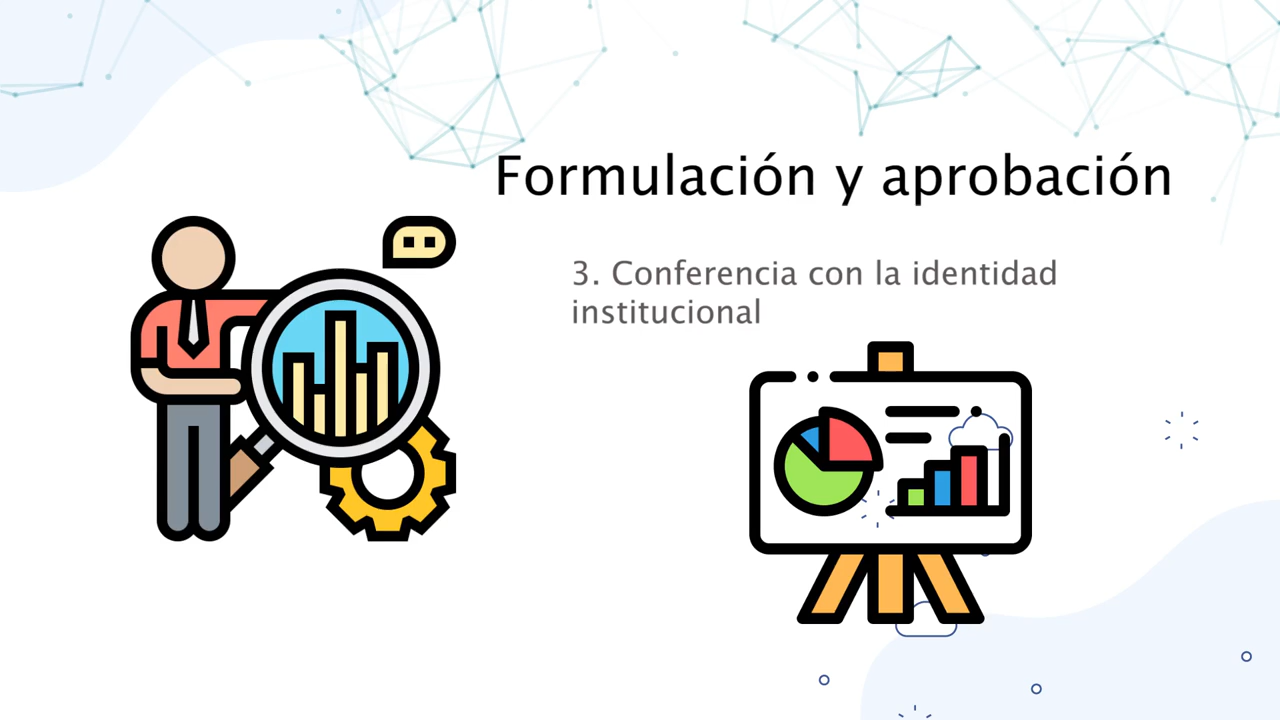 Formulación y aprobación
3. Conferencia con la identidad
institucional